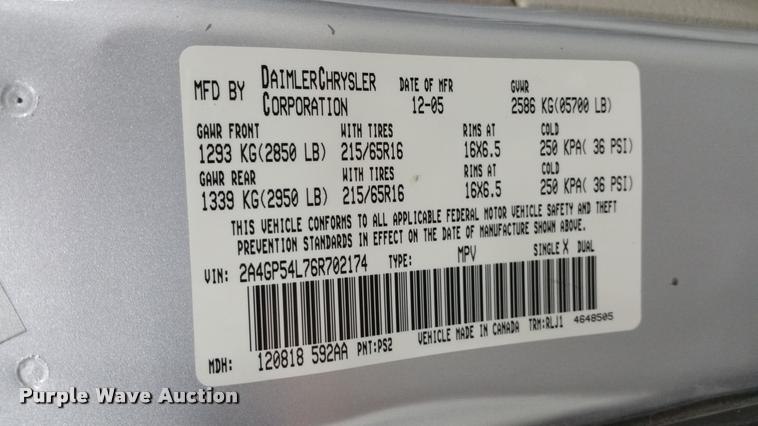 MFD BY DAIMLERCHRYSLER CORPORATION DATE OF MFR 12-05 GVWR 2586 KG(05700 LB)
GAWR FRONT WITH TIRES RIMS AT COLD
1293 KG(2850 LB) 215/65R16 16X6.5 250 KPA( 36 PSI)
GAWR REAR WITH TIRES RIMS AT COLD
1339 KG(2950 LB) 215/65R16 16X6.5 250 KPA( 36 PSI)
THIS VEHICLE CONFORMS TO ALL APPLICABLE FEDERAL MOTOR VEHICLE SAFETY AND THEFT
PREVENTION STANDARDS IN EFFECT ON THE DATE OF MANUFACTURE SHOWN ABOVE.
VIN: 2A4GP54L76R702174 TYPE: MPV SINGLE X DUAL
MDH: 120818 592AA PNT:PS2 VEHICLE MADE IN CANADA TRM:RLJ1 4648505
Purple Wave Auction